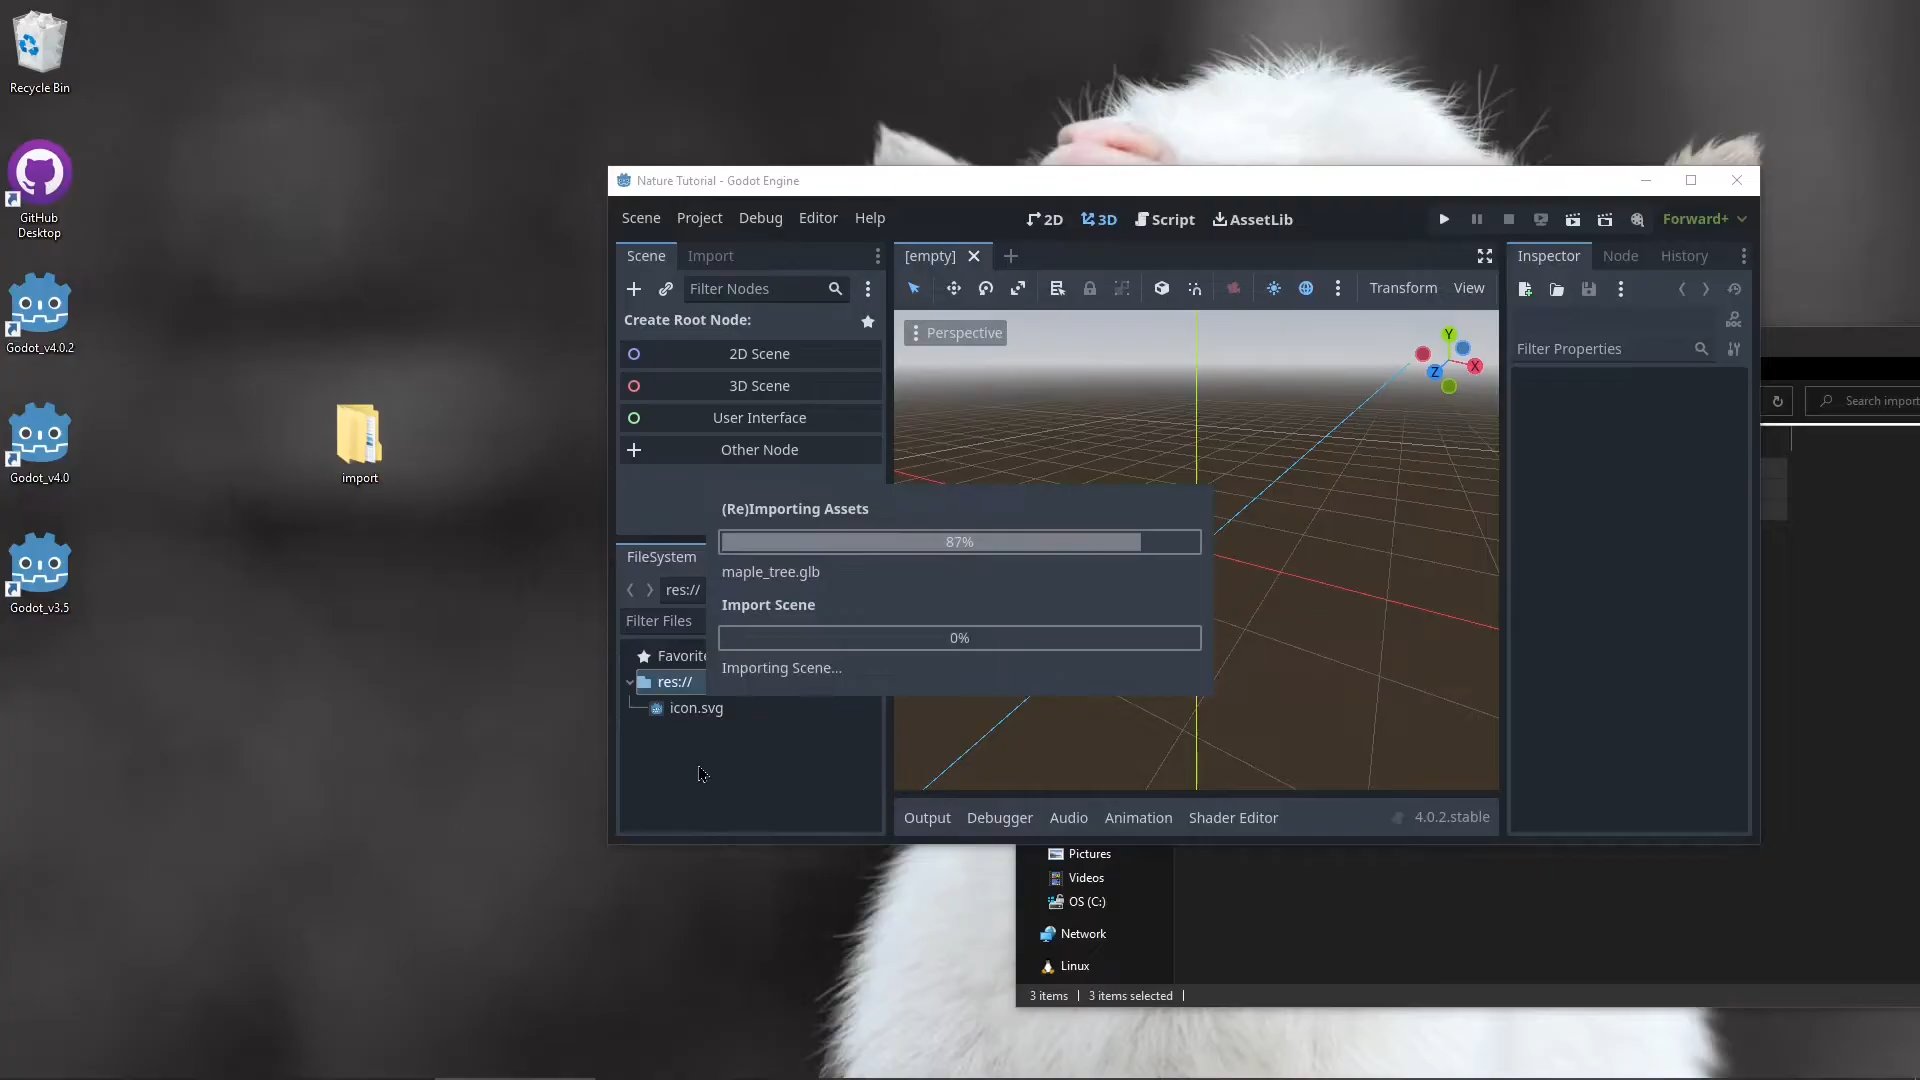 Recycle Bin
GitHub
Desktop
Godot_v4.0.2
Godot_v4.0
Godot_v3.5
import
Nature Tutorial - Godot Engine
Scene Project Debug Editor Help
2D 3D Script AssetLib
Forward+
Scene Import
[empty]
Inspector Node History
Filter Nodes
Transform View
Create Root Node:
2D Scene
3D Scene
User Interface
Other Node
Perspective
Y
X
Z
Filter Properties
Search import
(Re)Importing Assets
87%
maple_tree.glb
Import Scene
0%
Importing Scene...
FileSystem
res://
Filter Files
Favorite
res://
icon.svg
Output Debugger Audio Animation Shader Editor
4.0.2.stable
Pictures
Videos
OS (C:)
Network
Linux
3 items 3 items selected